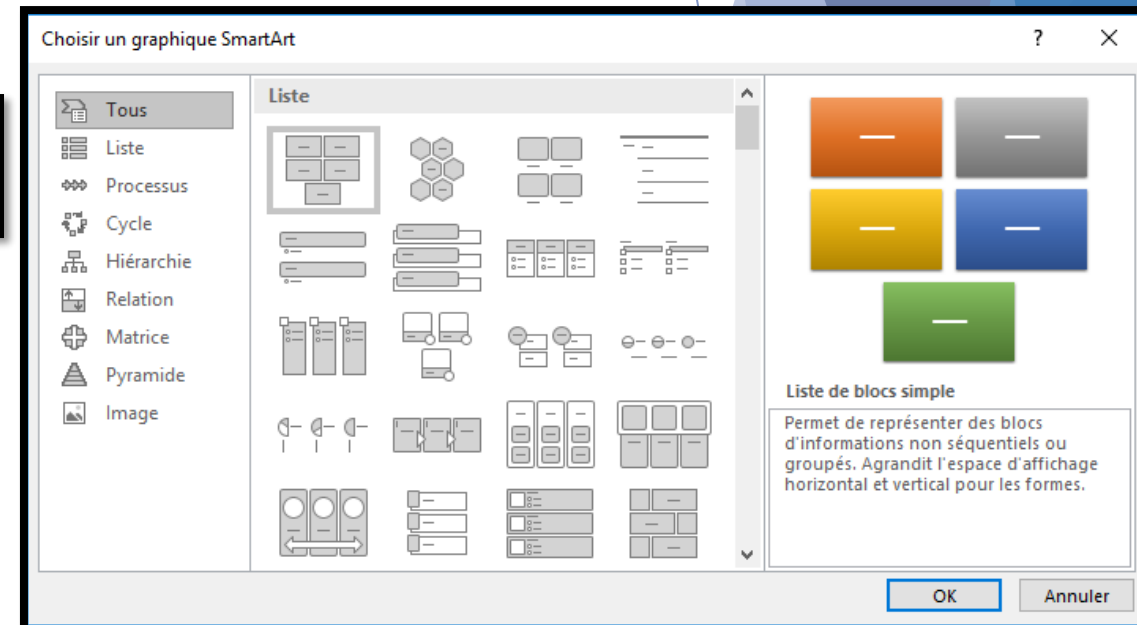 Choisir un graphique SmartArt
?
Tous
Liste
Processus
Cycle
Hiérarchie
Relation
Matrice
Pyramide
Image
Liste
Liste de blocs simple
Permet de représenter des blocs
d'informations non séquentiels ou
groupés. Agrandit l'espace d'affichage
horizontal et vertical pour les formes.
OK
Annuler